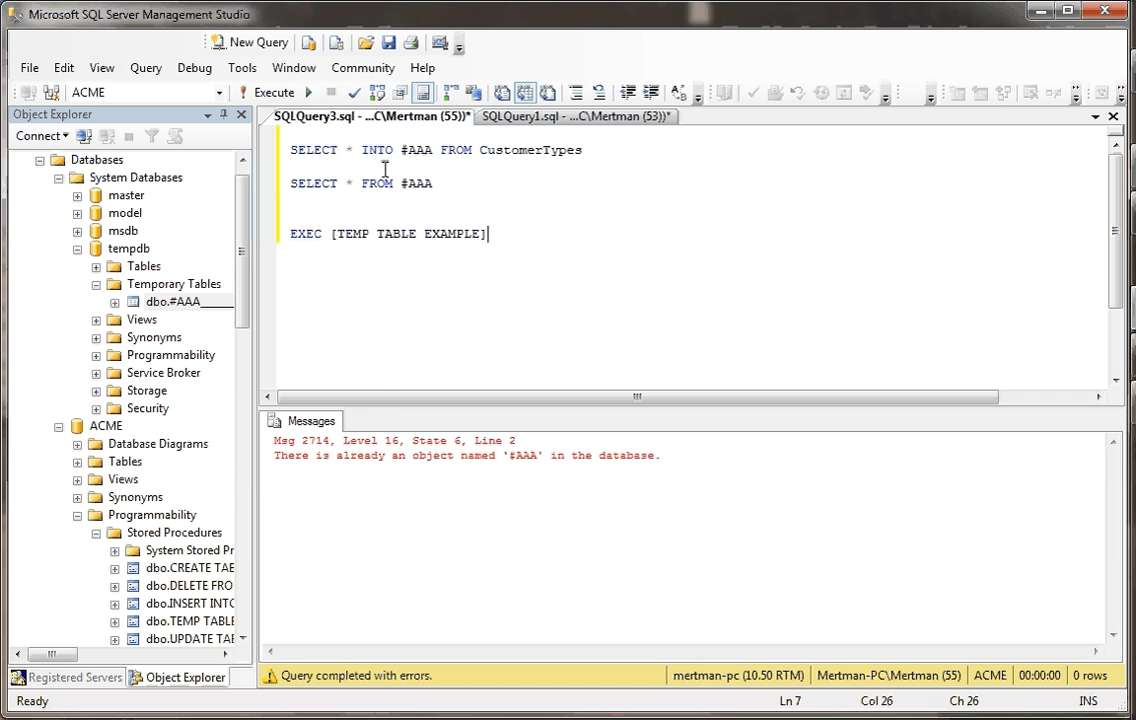 Microsoft SQL Server Management Studio
New Query
File Edit View Query Debug Tools Window Community Help
ACME Execute
Object Explorer
SQLQuery3.sql - ...C\Mertman (55))* SQLQuery1.sql - ...C\Mertman (53))*
Connect
Databases
System Databases
master
model
msdb
tempdb
Tables
Temporary Tables
dbo.#AAA______
Views
Synonyms
Programmability
Service Broker
Storage
Security
ACME
Database Diagrams
Tables
Views
Synonyms
Programmability
Stored Procedures
System Stored Pr
dbo.CREATE TAE
dbo.DELETE FRO
dbo.INSERT INTC
dbo.TEMP TABLE
dbo.UPDATE TAE
Registered Servers Object Explorer
SELECT * INTO #AAA FROM CustomerTypes
SELECT * FROM #AAA
EXEC [TEMP TABLE EXAMPLE]
Messages
Msg 2714, Level 16, State 6, Line 2
There is already an object named '#AAA' in the database.
Query completed with errors. mertman-pc (10.50 RTM) Mertman-PC\Mertman (55) ACME 00:00:00 0 rows
Ready Ln 7 Col 26 Ch 26 INS